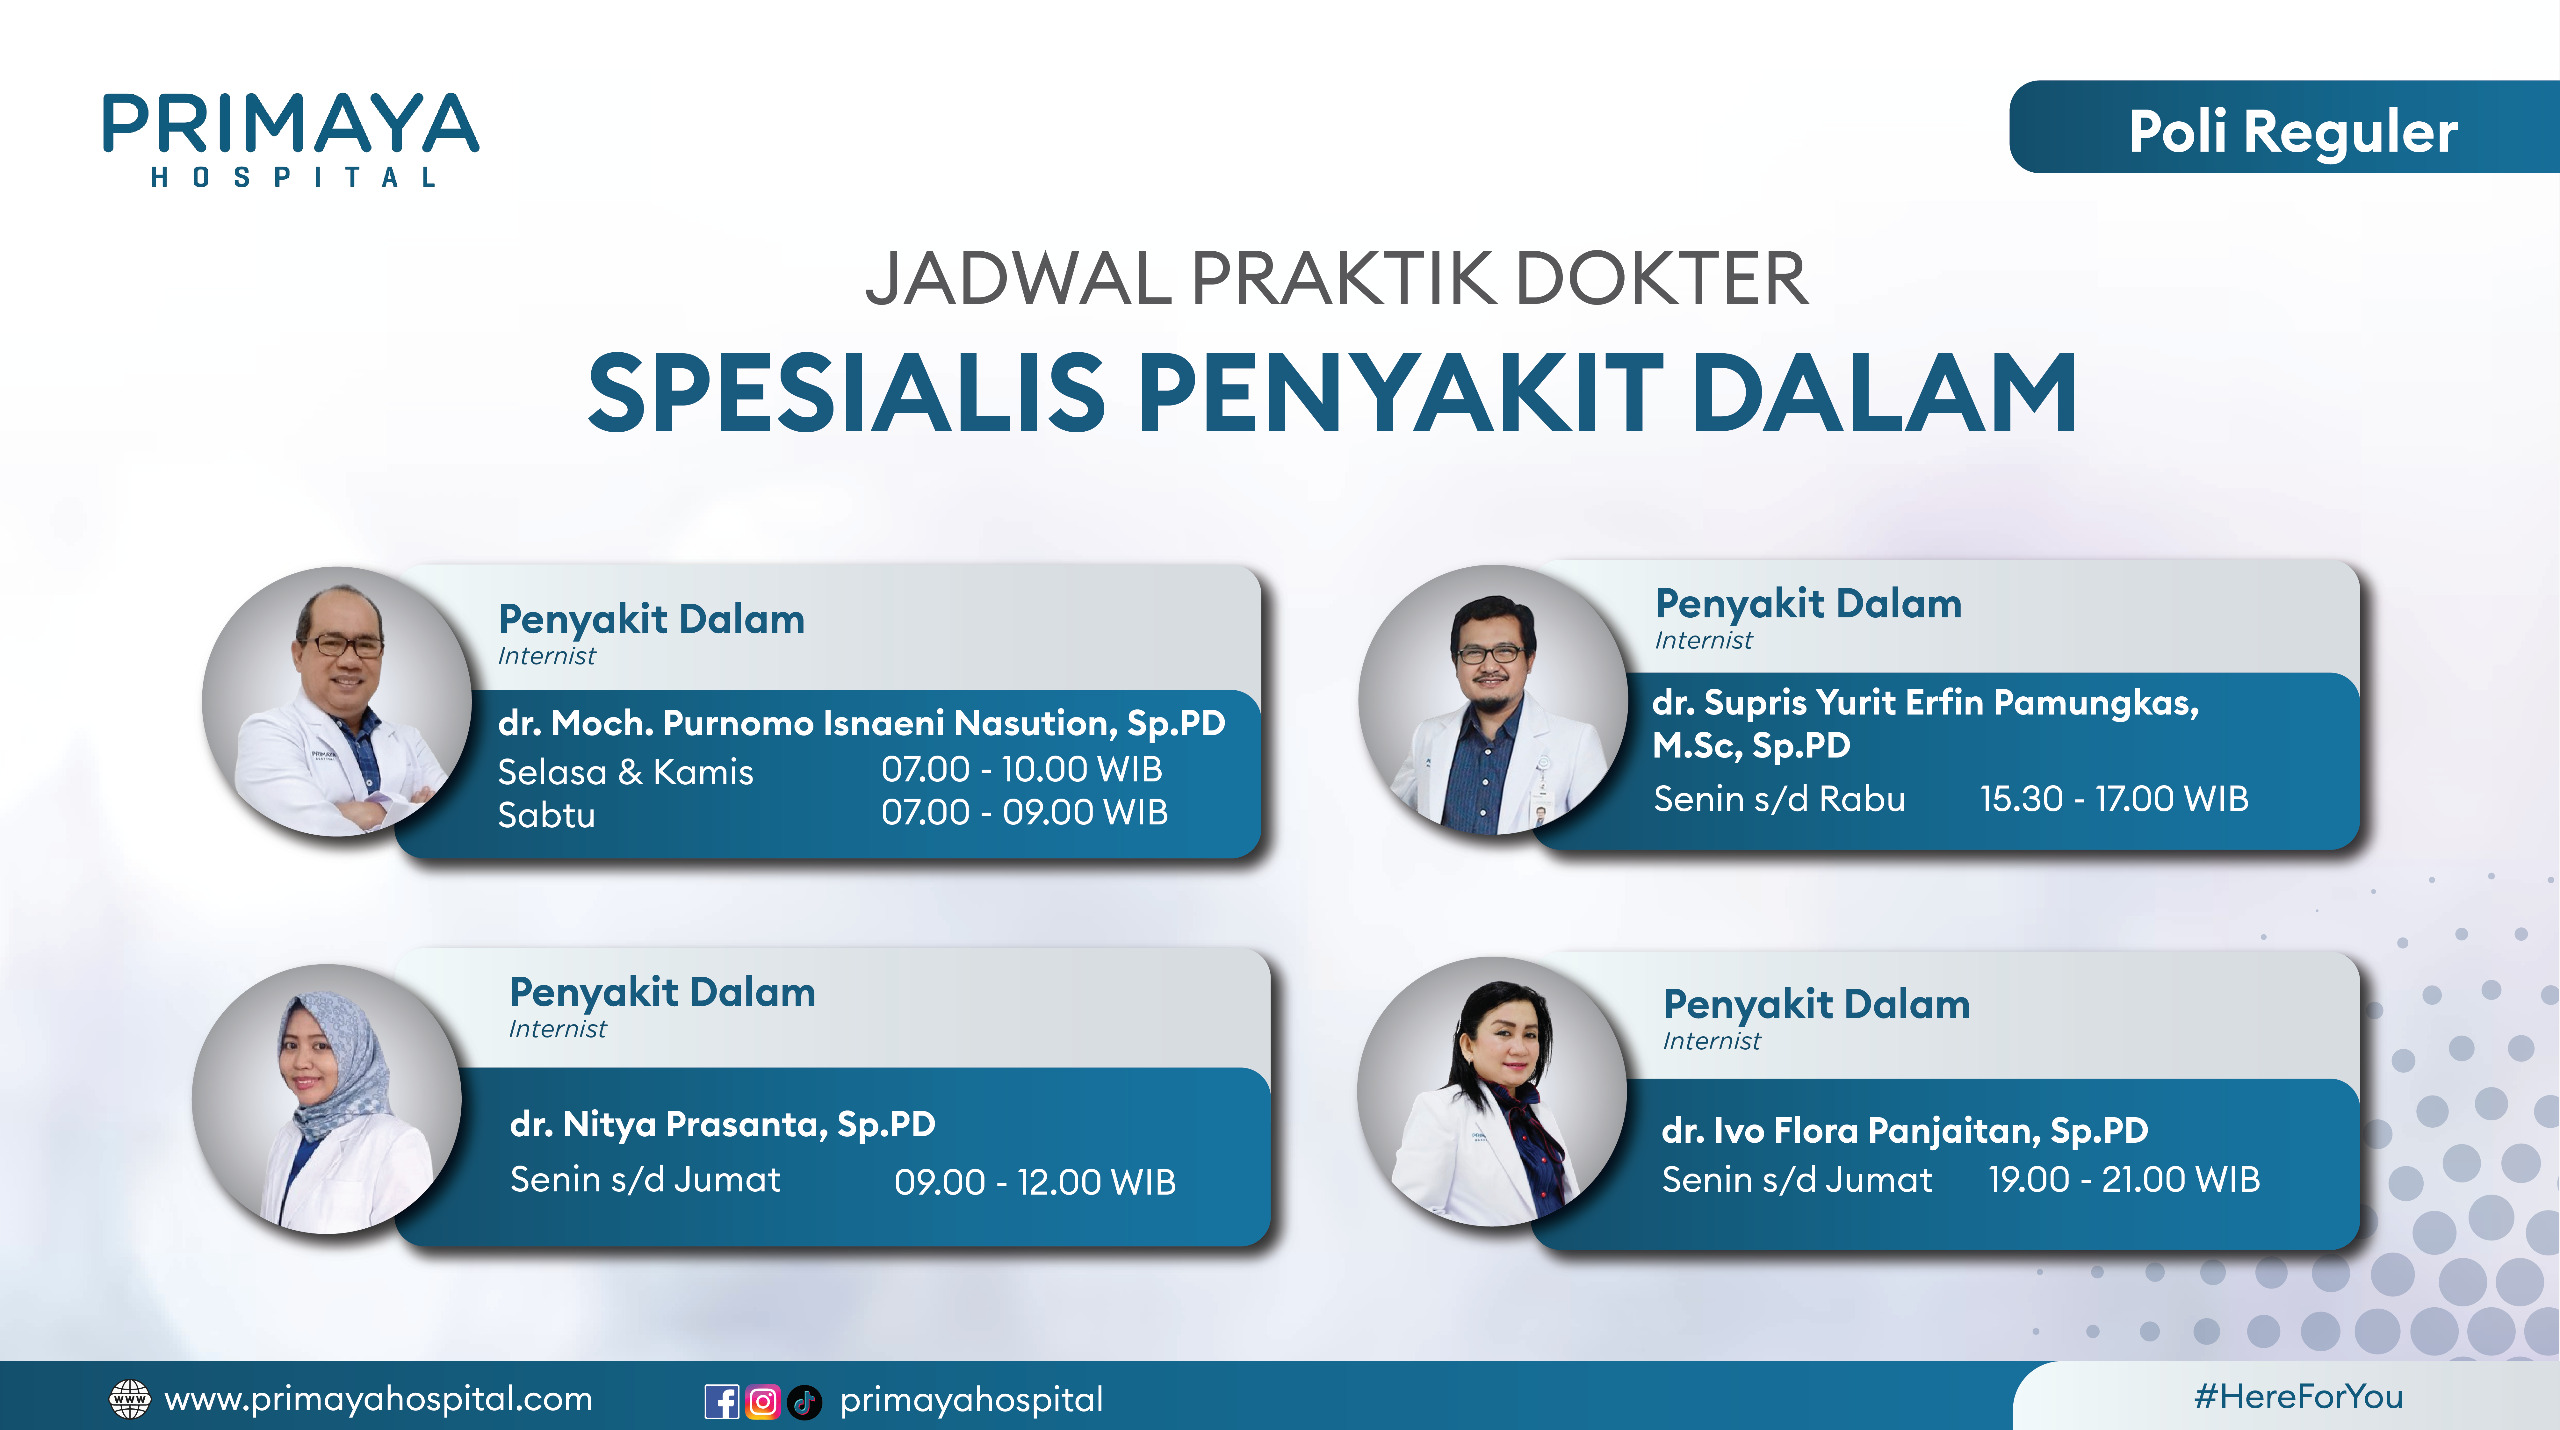 PRIMAYA
HOSPITAL
Poli Reguler
JADWAL PRAKTIK DOKTER
SPESIALIS PENYAKIT DALAM
Penyakit Dalam
Internist
dr. Moch. Purnomo Isnaeni Nasution, Sp.PD
Selasa & Kamis 07.00 - 10.00 WIB
Sabtu 07.00 - 09.00 WIB
Penyakit Dalam
Internist
dr. Supris Yurit Erfin Pamungkas,
M.Sc, Sp.PD
Senin s/d Rabu 15.30 - 17.00 WIB
Penyakit Dalam
Internist
dr. Nitya Prasanta, Sp.PD
Senin s/d Jumat 09.00 - 12.00 WIB
Penyakit Dalam
Internist
dr. Ivo Flora Panjaitan, Sp.PD
Senin s/d Jumat 19.00 - 21.00 WIB
www www.primayahospital.com
primayahospital
#HereForYou